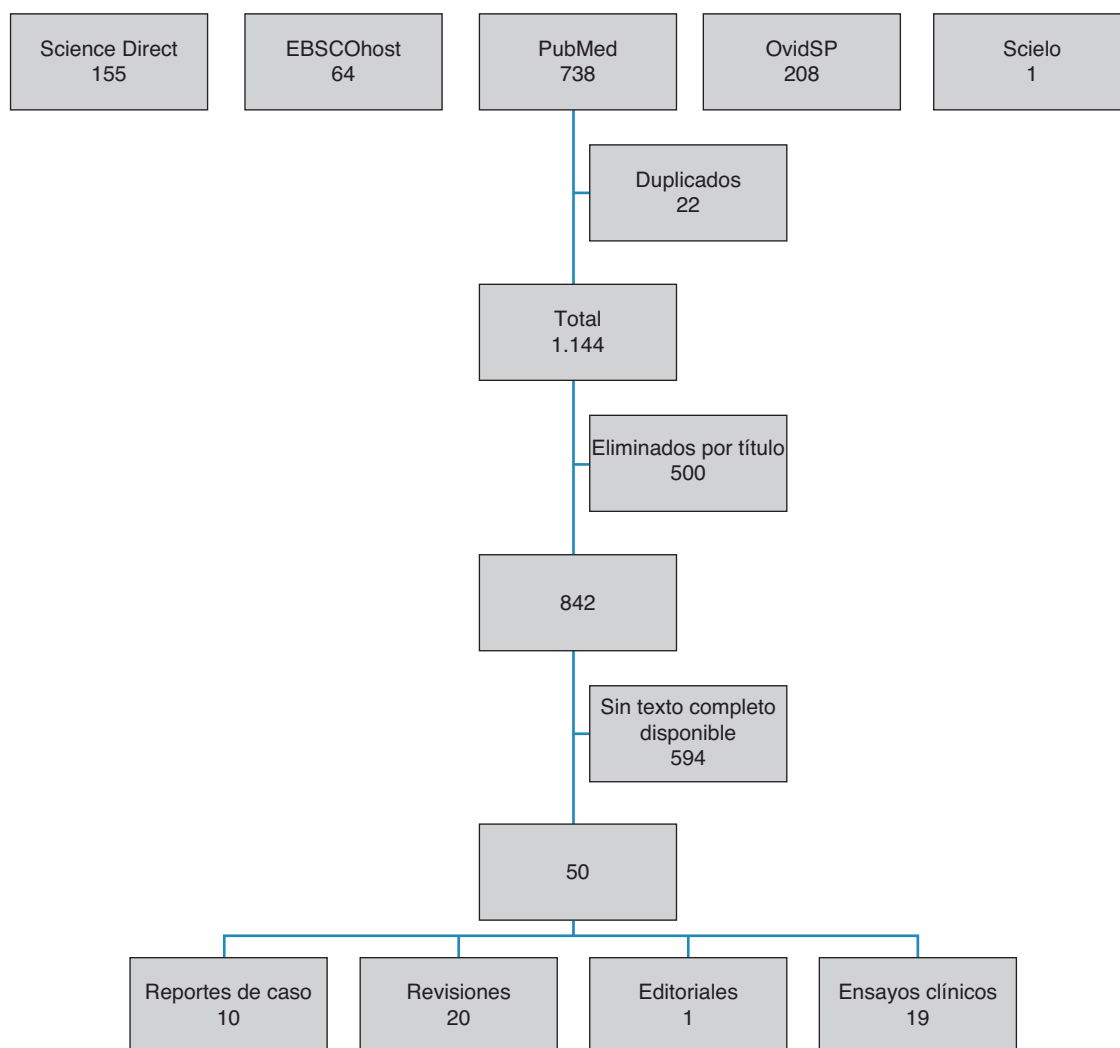 Science Direct
155
EBSCOhost
64
PubMed
738
OvidSP
208
Scielo
1
Duplicados
22
Total
1.144
Eliminados por título
500
842
Sin texto completo
disponible
594
50
Reportes de caso
10
Revisiones
20
Editoriales
1
Ensayos clínicos
19